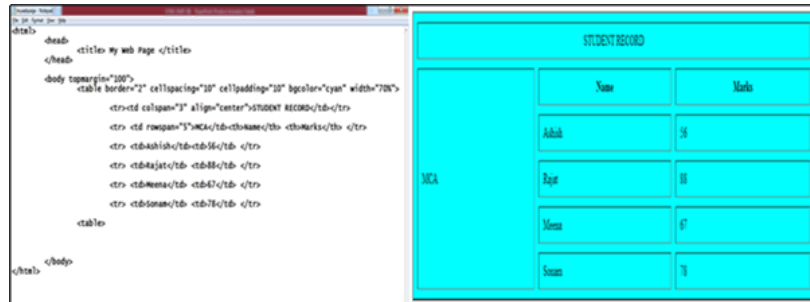 <html>
<head>
<title> My Web Page </title>
</head>
<body topmargin="100">
<table border="2" cellspacing="10" cellpadding="10" bgcolor="cyan" width="70%">
<tr><td colspan="3" align="center">STUDENT RECORD</td></tr>
<tr> <td rowspan="5">MCA</td><th>Name</th> <th>Marks</th> </tr>
<tr> <td>Ashish</td><td>56</td> </tr>
<tr> <td>Rajat</td> <td>88</td> </tr>
<tr> <td>Meena</td> <td>67</td> </tr>
<tr> <td>Sonam</td> <td>78</td> </tr>
<table>
</body>
</html>
STUDENT RECORD
MCA
Name Marks
Ashish 56
Rajat 88
Meena 67
Sonam 78